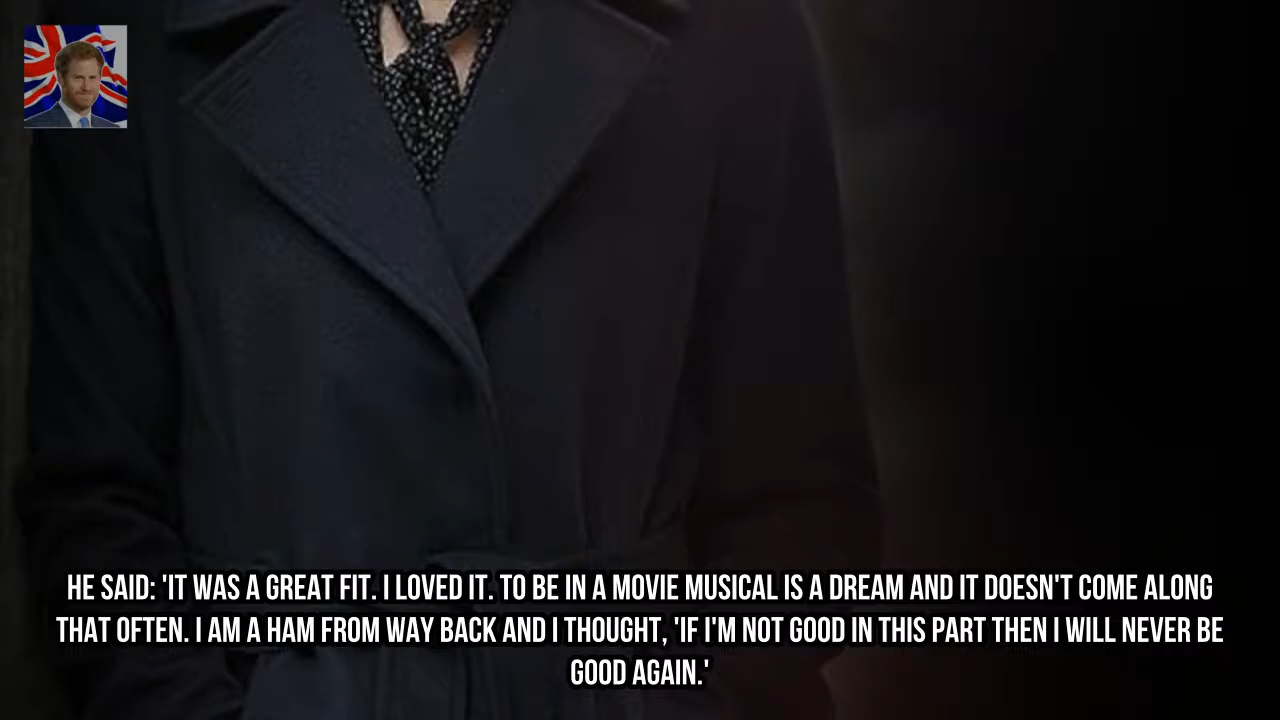 HE SAID: 'IT WAS A GREAT FIT. I LOVED IT. TO BE IN A MOVIE MUSICAL IS A DREAM AND IT DOESN'T COME ALONG
THAT OFTEN. I AM A HAM FROM WAY BACK AND I THOUGHT, 'IF I'M NOT GOOD IN THIS PART THEN I WILL NEVER BE
GOOD AGAIN.'